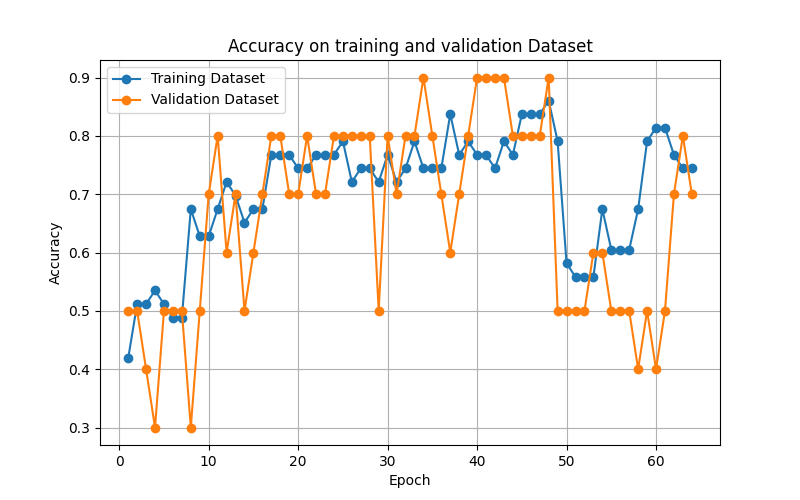 Accuracy on training and validation Dataset
Training Dataset
Validation Dataset
0.9
0.8
0.7
0.6
0.5
0.4
0.3
Accuracy
0 10 20 30 40 50 60
Epoch